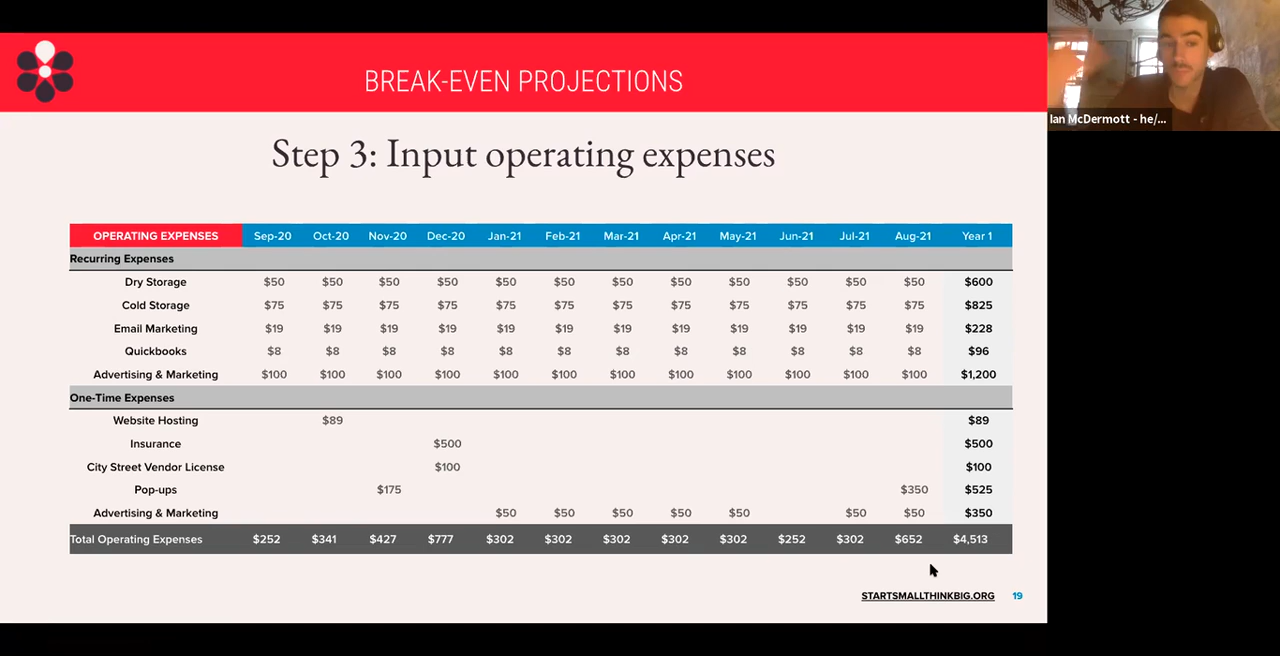 BREAK-EVEN PROJECTIONS
Ian McDermott - he/...
Step 3: Input operating expenses
OPERATING EXPENSES Sep-20 Oct-20 Nov-20 Dec-20 Jan-21 Feb-21 Mar-21 Apr-21 May-21 Jun-21 Jul-21 Aug-21 Year 1
Recurring Expenses
Dry Storage $50 $50 $50 $50 $50 $50 $50 $50 $50 $50 $50 $50 $600
Cold Storage $75 $75 $75 $75 $75 $75 $75 $75 $75 $75 $75 $75 $825
Email Marketing $19 $19 $19 $19 $19 $19 $19 $19 $19 $19 $19 $19 $228
Quickbooks $8 $8 $8 $8 $8 $8 $8 $8 $8 $8 $8 $8 $96
Advertising & Marketing $100 $100 $100 $100 $100 $100 $100 $100 $100 $100 $100 $100 $1,200
One-Time Expenses
Website Hosting $89 $89
Insurance $500 $500
City Street Vendor License $100 $100
Pop-ups $175 $350 $525
Advertising & Marketing $50 $50 $50 $50 $50 $50 $50 $350
Total Operating Expenses $252 $341 $427 $777 $302 $302 $302 $302 $302 $252 $302 $652 $4,513
STARTSMALLTHINKBIG.ORG 19